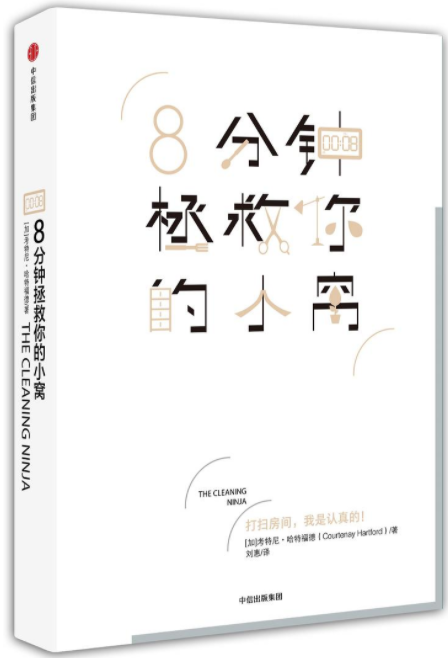 中信出版集团
00:08
8分钟拯救你的小窝
THE CLEANING NINJA
[加]考特尼·哈特福德/著
8分钟
00:08
拯救你
的小窝
THE CLEANING
NINJA
打扫房间，我是认真的！
[加]考特尼·哈特福德（Courtenay Hartford）/著
刘惠/译
中信出版集团